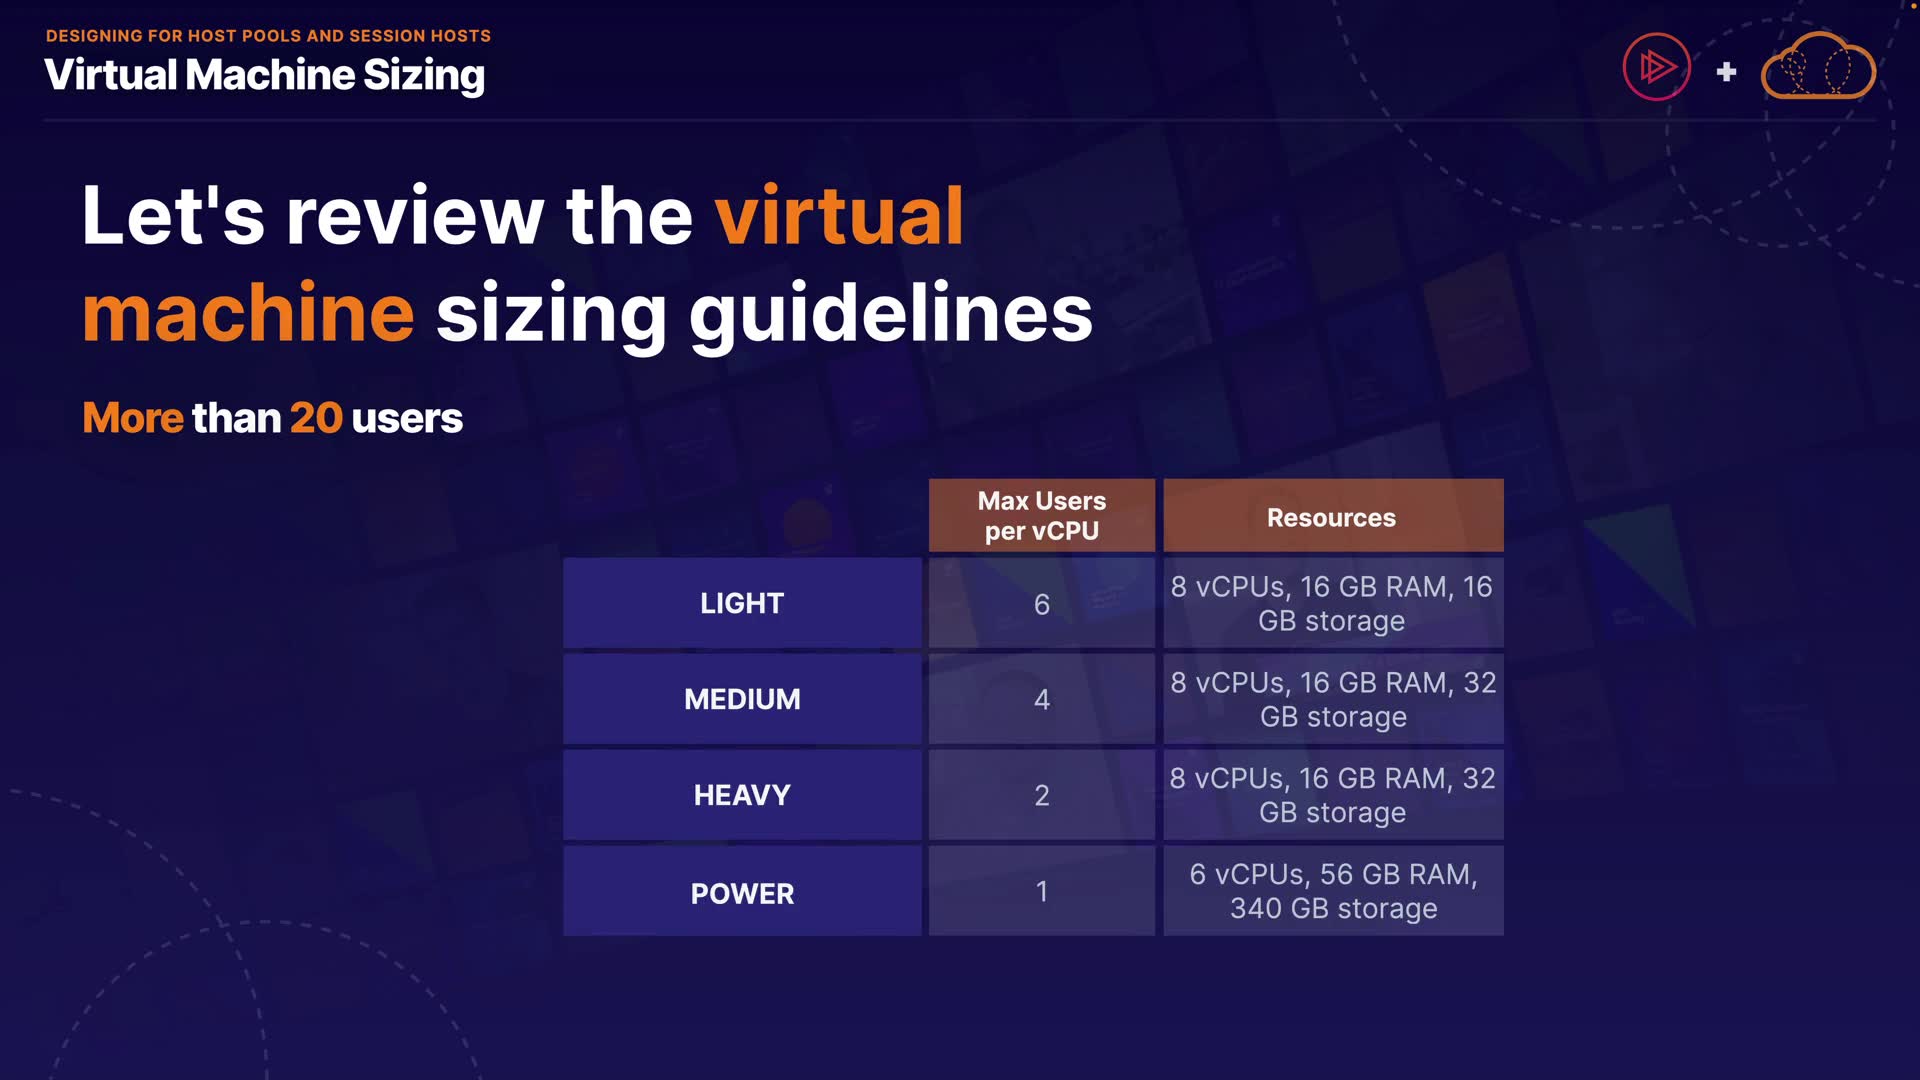 DESIGNING FOR HOST POOLS AND SESSION HOSTS
Virtual Machine Sizing
Let's review the virtual
machine sizing guidelines
More than 20 users
Max Users
per vCPU
Resources
LIGHT
6
8 vCPUs, 16 GB RAM, 16
GB storage
MEDIUM
4
8 vCPUs, 16 GB RAM, 32
GB storage
HEAVY
2
8 vCPUs, 16 GB RAM, 32
GB storage
POWER
1
6 vCPUs, 56 GB RAM,
340 GB storage